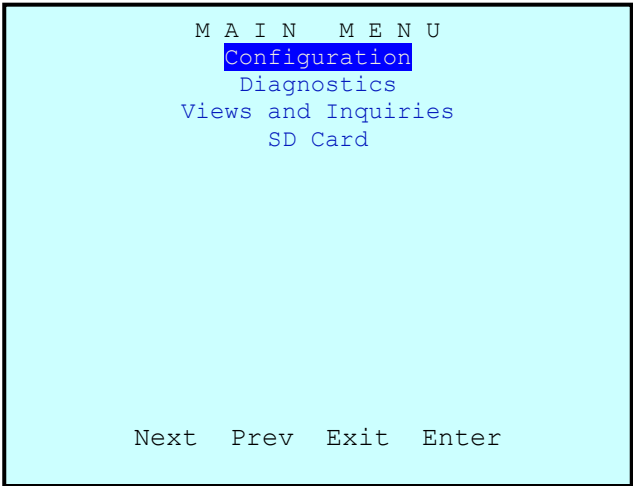 M A I N   M E N U
Configuration
Diagnostics
Views and Inquiries
SD Card
Next Prev Exit Enter